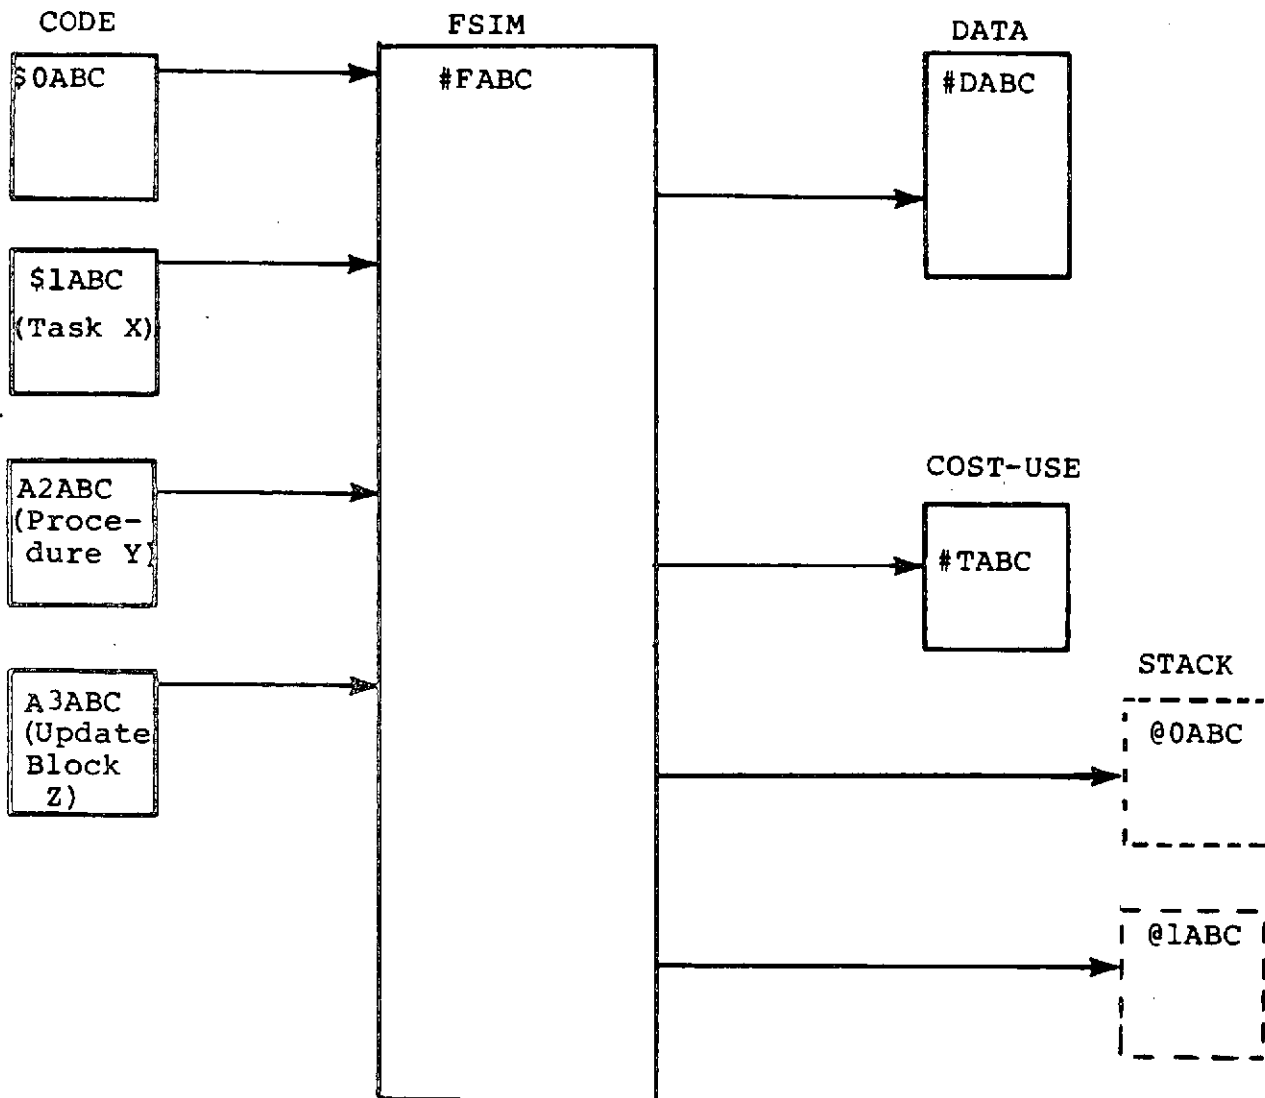 CODE
$0ABC
$1ABC
(Task X)
A2ABC
(Proce-
dure Y)
A3ABC
(Update
Block
Z)
FSIM
#FABC
DATA
#DABC
COST-USE
#TABC
STACK
@0ABC
@1ABC